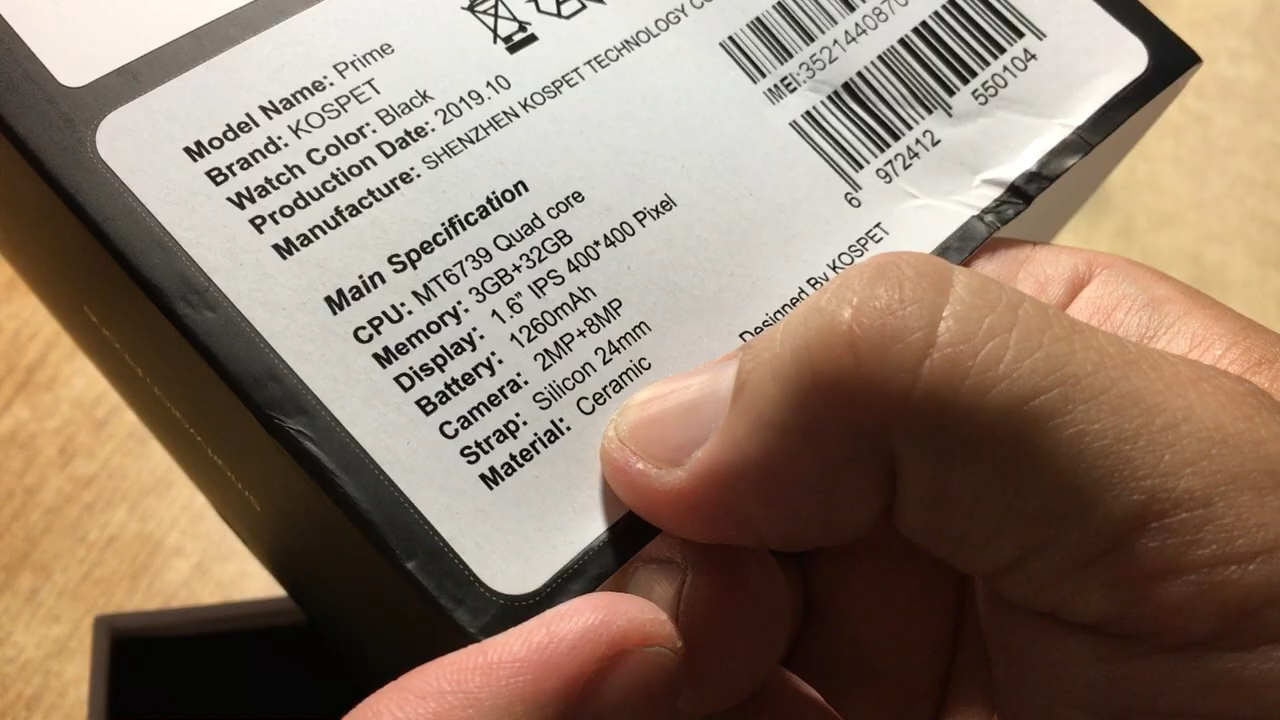 Model Name: Prime
Brand: KOSPET
Watch Color: Black
Production Date: 2019.10
Manufacture: SHENZHEN KOSPET TECHNOLOGY
Main Specification
CPU: MT6739 Quad core
Memory: 3GB+32GB
Display: 1.6" IPS 400*400 Pixel
Battery: 1260mAh
Camera: 2MP+8MP
Strap: Silicon 24mm
Material: Ceramic
IMEI:3521440870
6 972412 550104
Designed By KOSPET